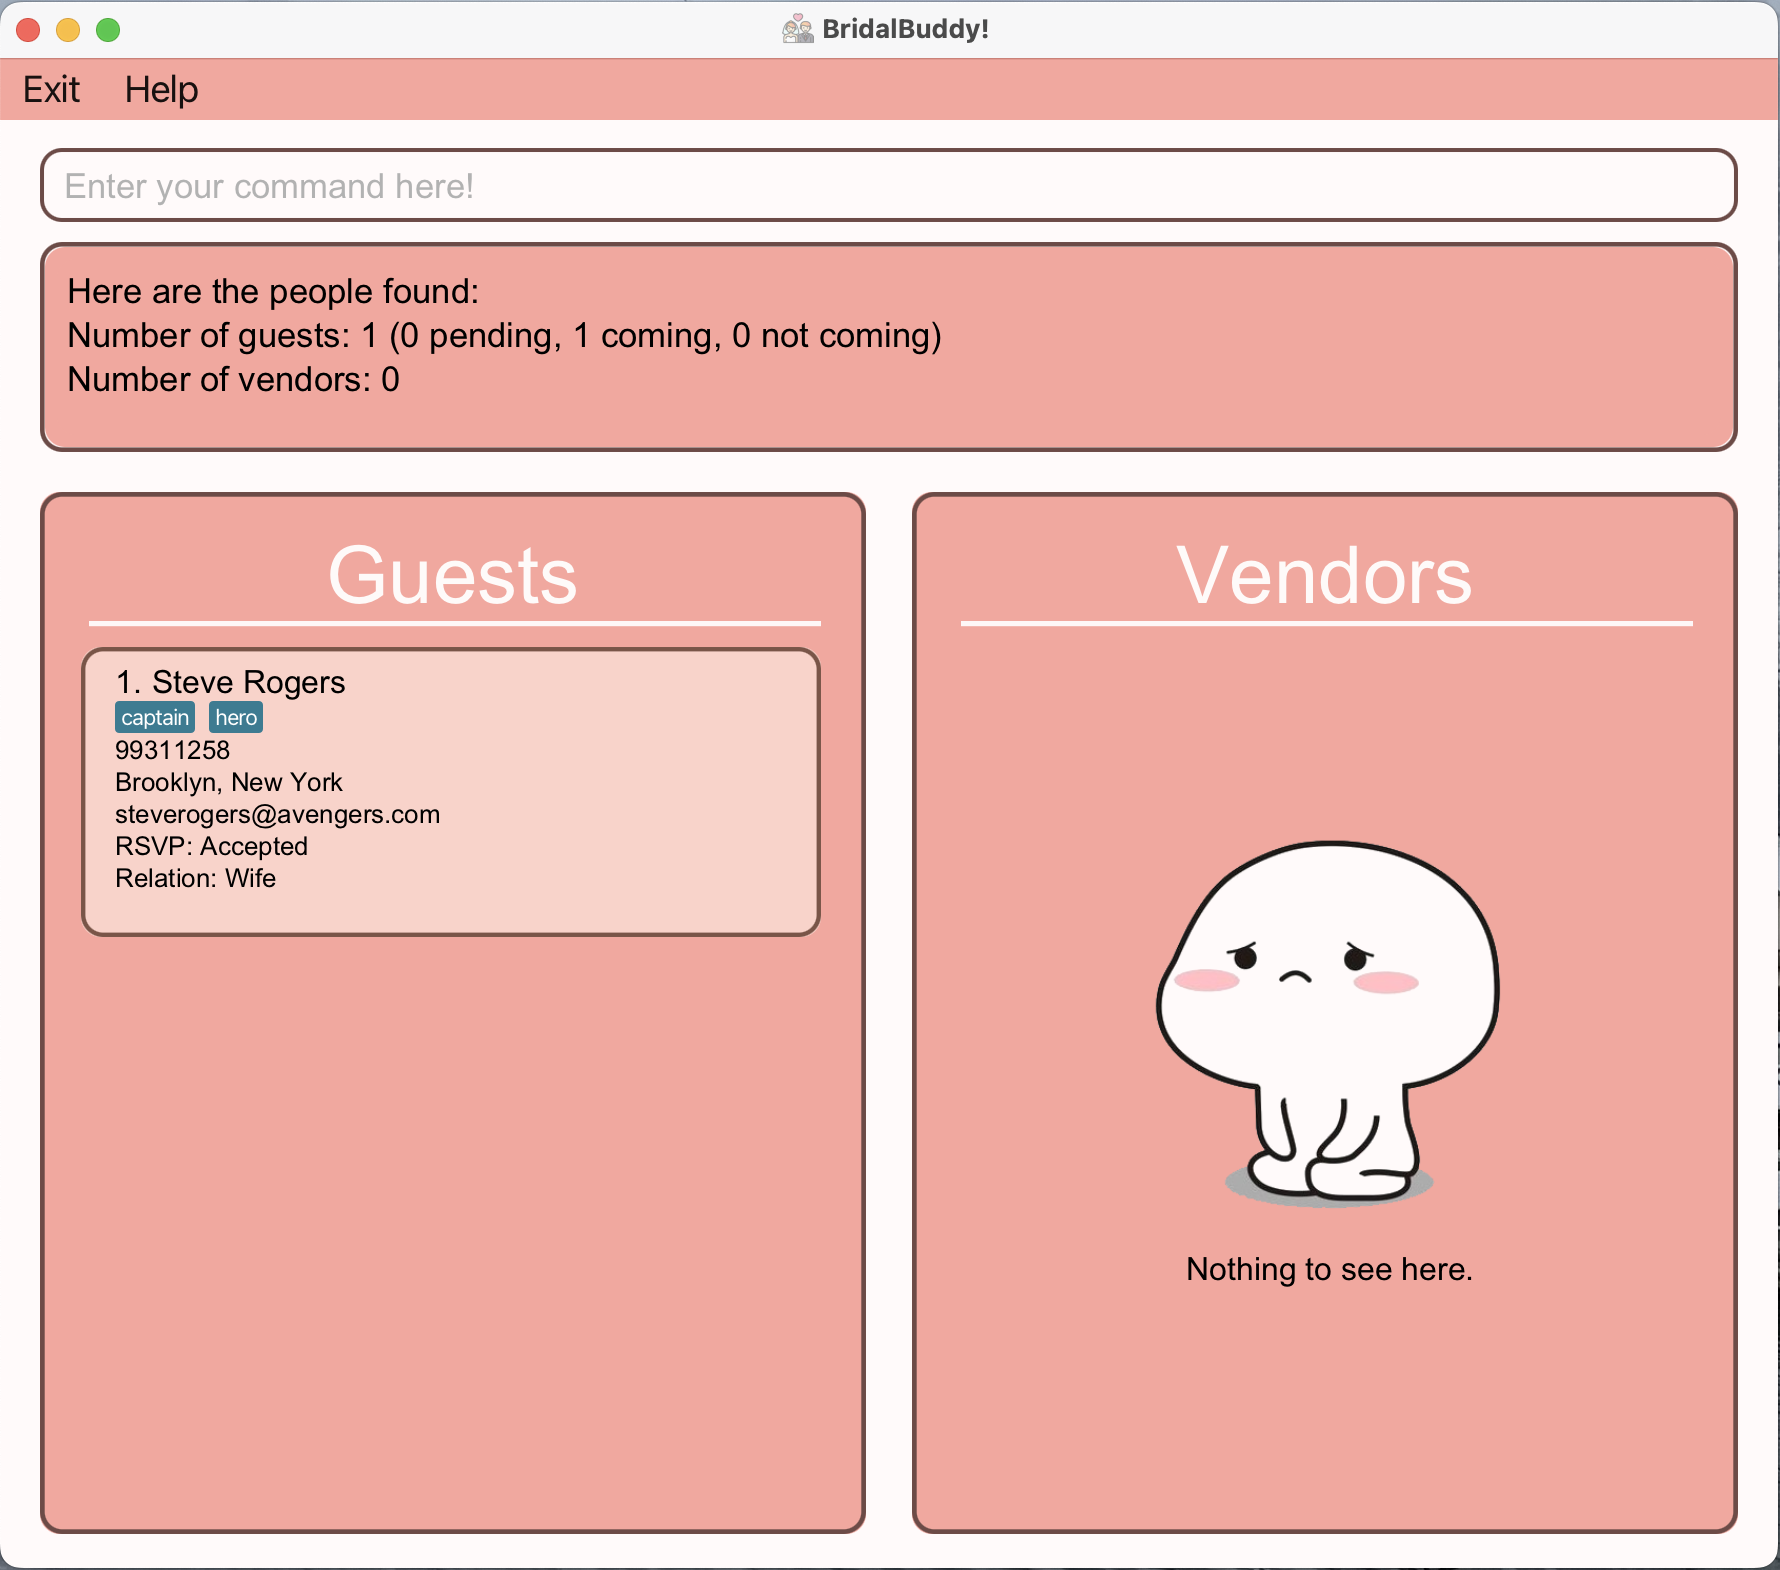 BridalBuddy!
Exit Help
Enter your command here!
Here are the people found:
Number of guests: 1 (0 pending, 1 coming, 0 not coming)
Number of vendors: 0
Guests
1. Steve Rogers
captain hero
99311258
Brooklyn, New York
steverogers@avengers.com
RSVP: Accepted
Relation: Wife
Vendors
Nothing to see here.